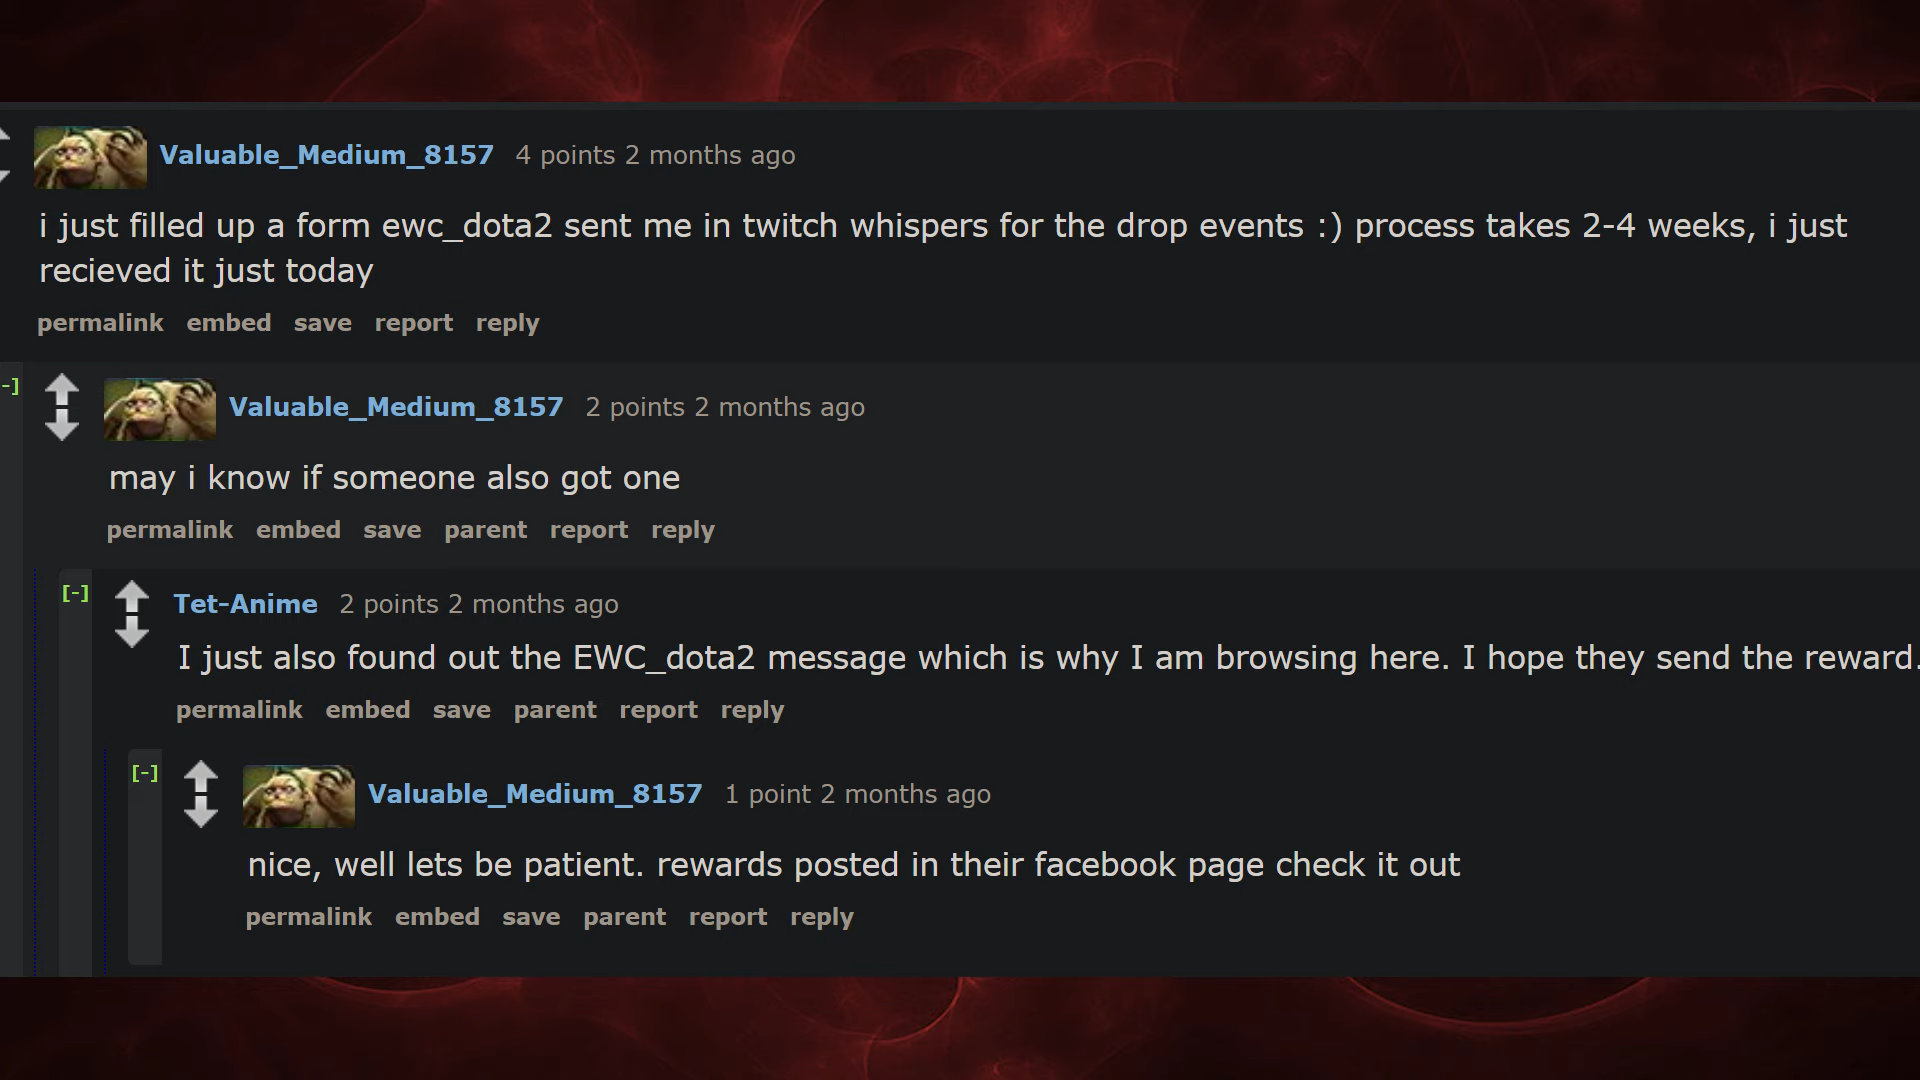 Valuable_Medium_8157 4 points 2 months ago
i just filled up a form ewc_dota2 sent me in twitch whispers for the drop events :) process takes 2-4 weeks, i just
recieved it just today
permalink embed save report reply
-]
Valuable_Medium_8157 2 points 2 months ago
may i know if someone also got one
permalink embed save parent report reply
[-]
Tet-Anime 2 points 2 months ago
I just also found out the EWC_dota2 message which is why I am browsing here. I hope they send the reward.
permalink embed save parent report reply
[-]
Valuable_Medium_8157 1 point 2 months ago
nice, well lets be patient. rewards posted in their facebook page check it out
permalink embed save parent report reply